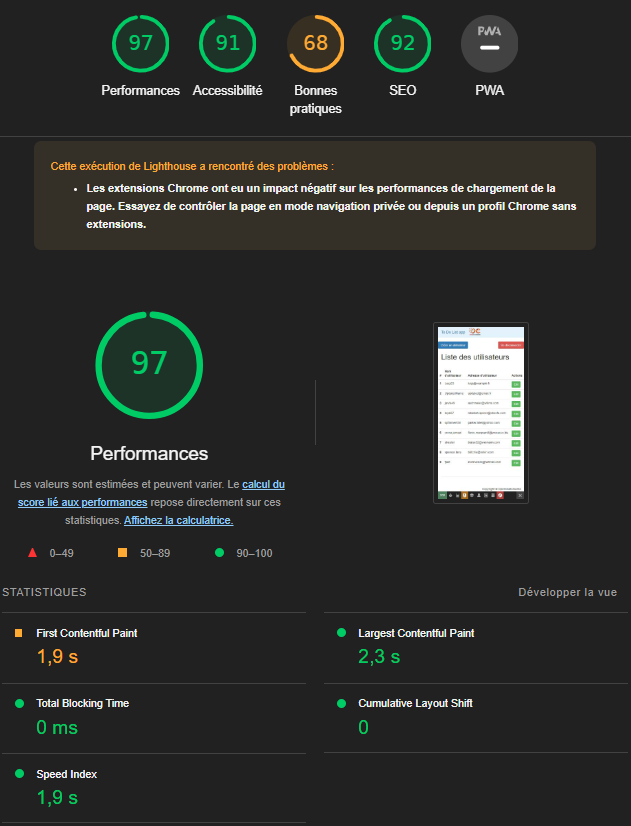 97
91
68
92
PWA
Performances
Accessibilité
Bonnes
pratiques
SEO
PWA
Cette exécution de Lighthouse a rencontré des problèmes :
• Les extensions Chrome ont eu un impact négatif sur les performances de chargement de la
page. Essayez de contrôler la page en mode navigation privée ou depuis un profil Chrome sans
extensions.
97
Performances
Les valeurs sont estimées et peuvent varier. Le calcul du
score lié aux performances repose directement sur ces
statistiques. Affichez la calculatrice.
0–49
50–89
90–100
Liste des utilisateurs
STATISTIQUES
Développer la vue
First Contentful Paint
1,9 s
Largest Contentful Paint
2,3 s
Total Blocking Time
0 ms
Cumulative Layout Shift
0
Speed Index
1,9 s